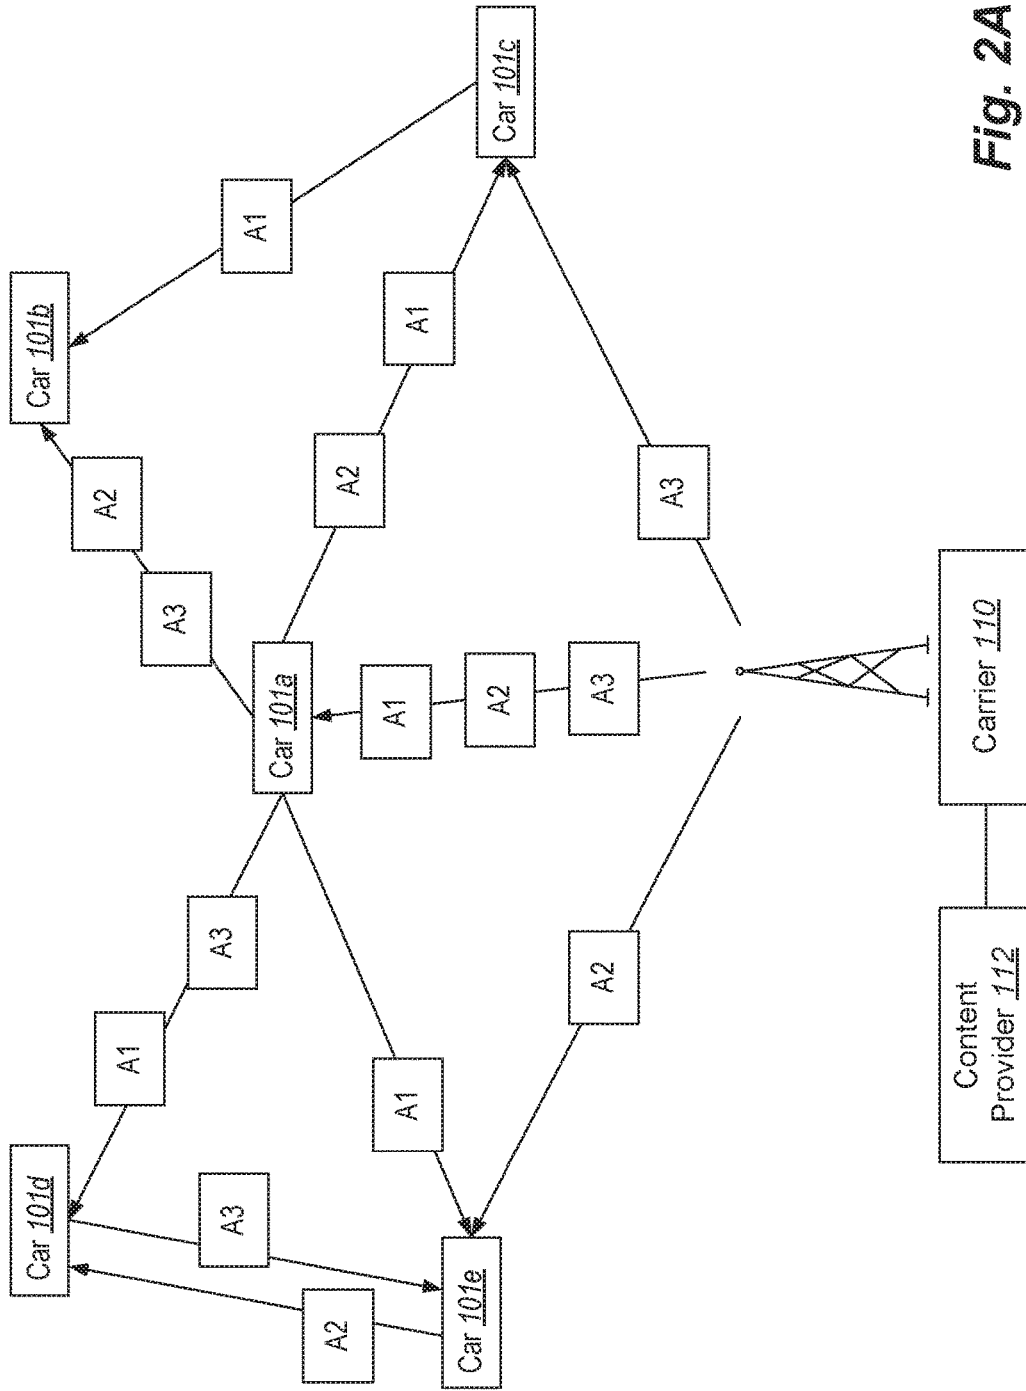 Car 101d
Car 101b
A2
A1
A3
A3
A3
A1
Car 101a
A2
A2
A1
A1
A1
Car 101e
A2
Car 101c
A2
A3
A3
Content
Provider 112
Carrier 110
Fig. 2A